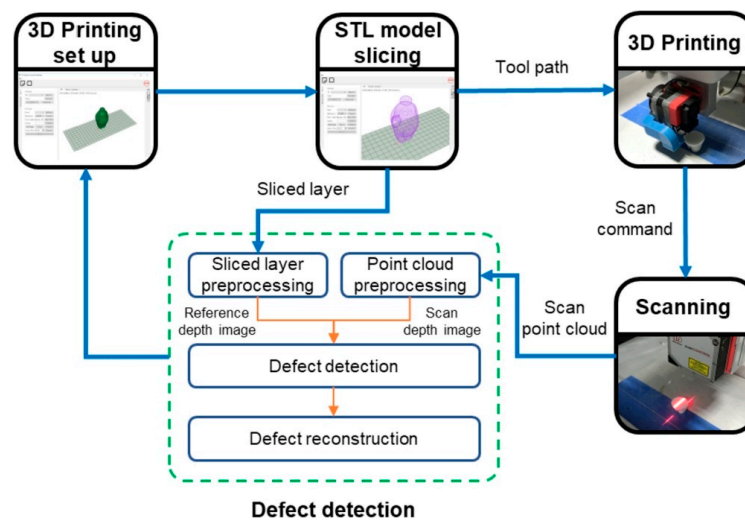 3D Printing
set up
STL model
slicing
3D Printing
Tool path
Sliced layer
Scan
command
Sliced layer
preprocessing
Point cloud
preprocessing
Scanning
Scan
point cloud
Reference
depth image
Scan
depth image
Defect detection
Defect reconstruction
Defect detection